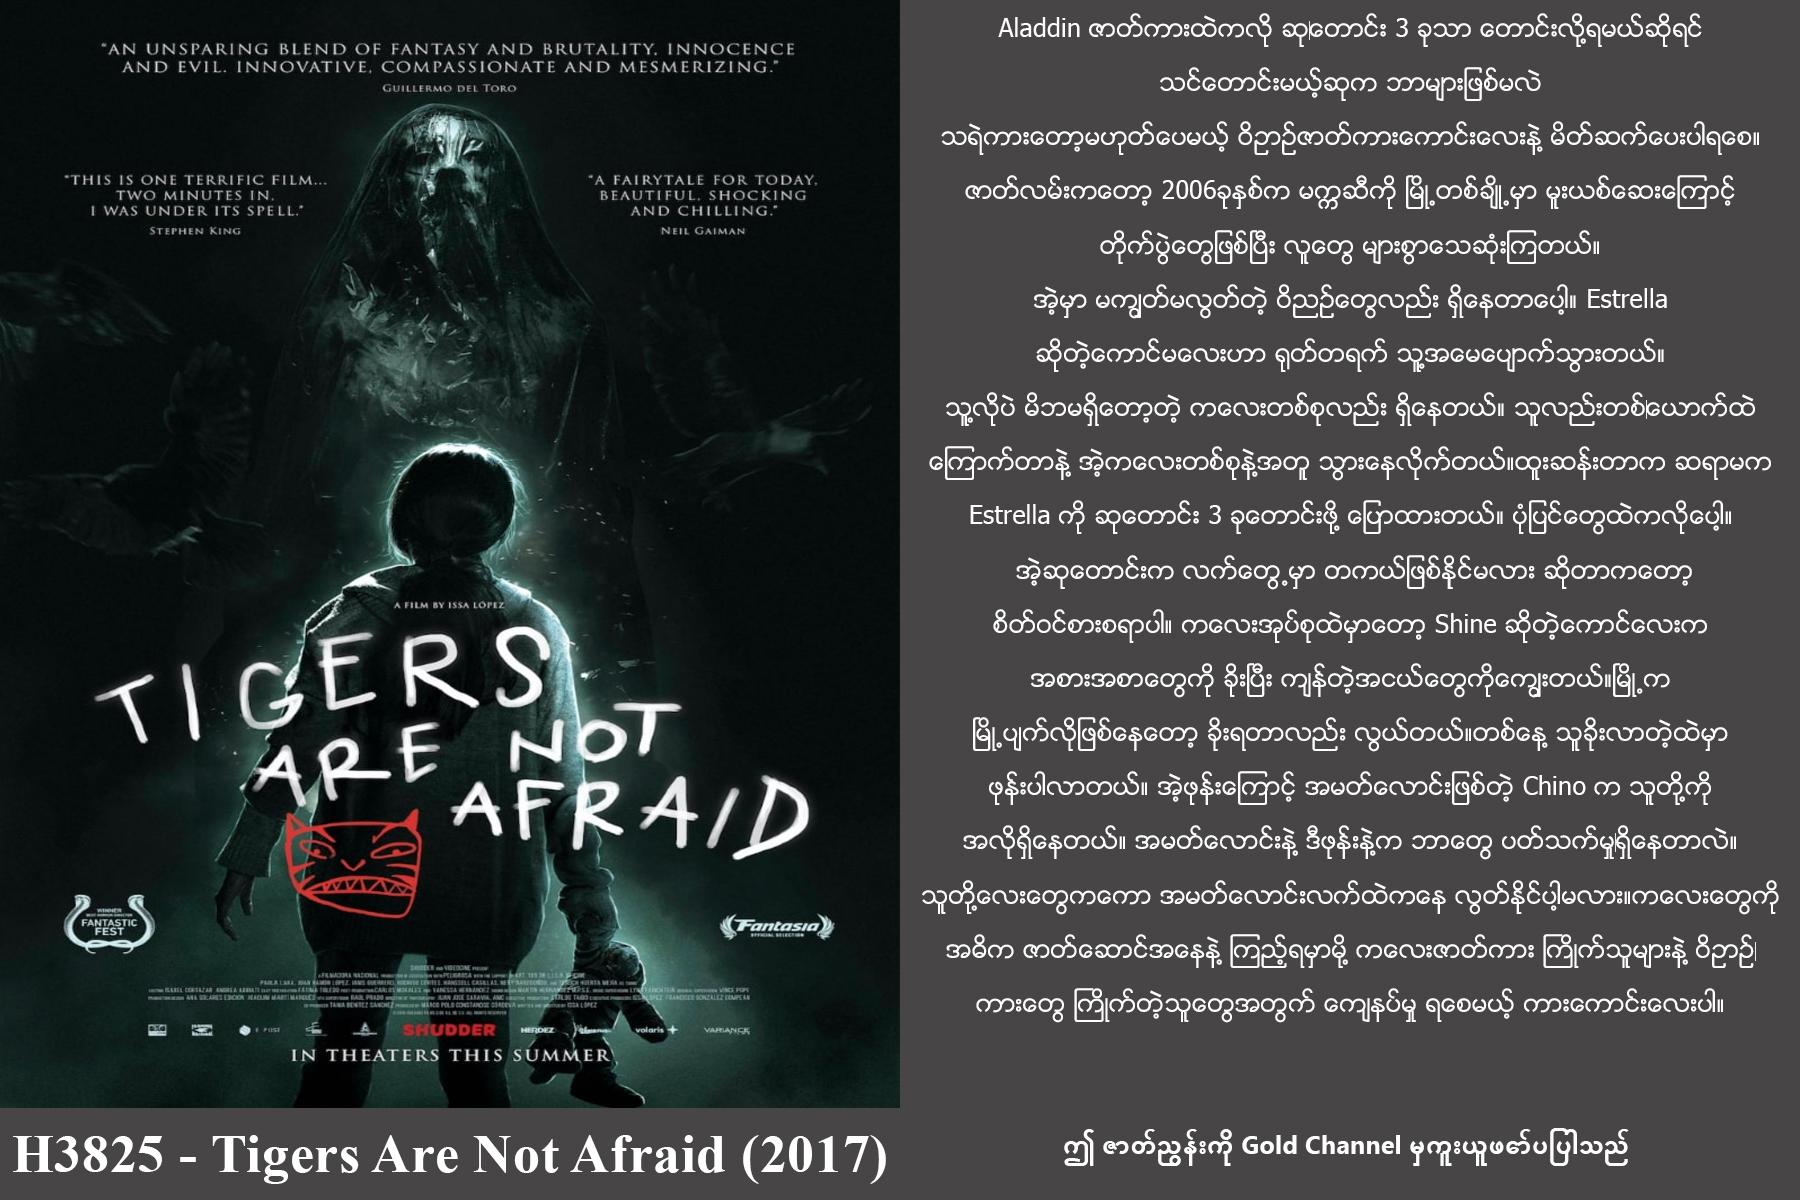 "AN UNSPARING BLEND OF FANTASY AND BRUTALITY, INNOCENCE
AND EVIL. INNOVATIVE, COMPASSIONATE AND MESMERIZING."
GUILLERMO DEL TORO
"THIS IS ONE TERRIFIC FILM...
TWO MINUTES IN,
I WAS UNDER ITS SPELL."
STEPHEN KING
"A FAIRYTALE FOR TODAY,
BEAUTIFUL, SHOCKING
AND CHILLING."
NEIL GAIMAN
A FILM BY ISSA LÓPEZ
TIGERS
ARE NOT
AFRAID
WINNER
BEST HORROR DIRECTOR
FANTASTIC
FEST
Fantasia
OFFICIAL SELECTION
SHUDDER
HERDEZ
volaris
VARIANCE
IN THEATERS THIS SUMMER
H3825 - Tigers Are Not Afraid (2017)
Aladdin ဇာတ်ကားထဲကလို ဆုတောင်း 3 ခုသာ တောင်းလို့ရမယ်ဆိုရင်
သင်တောင်းမယ့်ဆုက ဘာများဖြစ်မလဲ
သရဲကားတော့မဟုတ်ပေမယ့် ဝိဉာဉ်ဇာတ်ကားကောင်းလေးနဲ့ မိတ်ဆက်ပေးပါရစေ။
ဇာတ်လမ်းကတော့ 2006ခုနှစ်က မက္ကဆီကို မြို့တစ်ချို့မှာ မူးယစ်ဆေးကြောင့်
တိုက်ပွဲတွေဖြစ်ပြီး လူတွေ များစွာသေဆုံးကြတယ်။
အဲ့မှာ မကျွတ်မလွတ်တဲ့ ဝိညဉ်တွေလည်း ရှိနေတာပေါ့။ Estrella
ဆိုတဲ့ကောင်မလေးဟာ ရုတ်တရက် သူ့အမေပျောက်သွားတယ်။
သူ့လိုပဲ မိဘမရှိတော့တဲ့ ကလေးတစ်စုလည်း ရှိနေတယ်။ သူလည်းတစ်ယောက်ထဲ
ကြောက်တာနဲ့ အဲ့ကလေးတစ်စုနဲ့အတူ သွားနေလိုက်တယ်။ထူးဆန်းတာက ဆရာမက
Estrella ကို ဆုတောင်း 3 ခုတောင်းဖို့ ပြောထားတယ်။ ပုံပြင်တွေထဲကလိုပေါ့။
အဲ့ဆုတောင်းက လက်တွေ့မှာ တကယ်ဖြစ်နိုင်မလား ဆိုတာကတော့
စိတ်ဝင်စားစရာပါ။ ကလေးအုပ်စုထဲမှာတော့ Shine ဆိုတဲ့ကောင်လေးက
အစားအစာတွေကို ခိုးပြီး ကျန်တဲ့အငယ်တွေကိုကျွေးတယ်။မြို့က
မြို့ပျက်လိုဖြစ်နေတော့ ခိုးရတာလည်း လွယ်တယ်။တစ်နေ့ သူခိုးလာတဲ့ထဲမှာ
ဖုန်းပါလာတယ်။ အဲ့ဖုန်းကြောင့် အမတ်လောင်းဖြစ်တဲ့ Chino က သူတို့ကို
အလိုရှိနေတယ်။ အမတ်လောင်းနဲ့ ဒီဖုန်းနဲ့က ဘာတွေ ပတ်သက်မှုရှိနေတာလဲ။
သူတို့လေးတွေကကော အမတ်လောင်းလက်ထဲကနေ လွတ်နိုင်ပါ့မလား။ကလေးတွေကို
အဓိက ဇာတ်ဆောင်အနေနဲ့ ကြည့်ရမှာမို့ ကလေးဇာတ်ကား ကြိုက်သူများနဲ့ ဝိဉာဉ်
ကားတွေ ကြိုက်တဲ့သူတွေအတွက် ကျေနပ်မှု ရစေမယ့် ကားကောင်းလေးပါ။
ဤ ဇာတ်ညွှန်းကို Gold Channel မှကူးယူဖော်ပပြါသည်